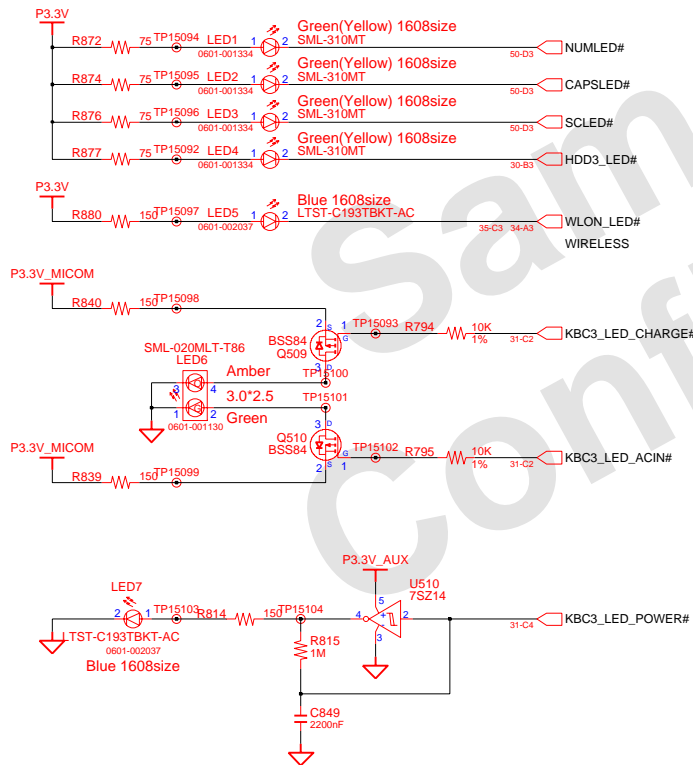 P3.3V
R872 75 TP15094 LED1 1 2 Green(Yellow) 1608size
0601-001334 SML-310MT 50-D3 NUMLED#
R874 75 TP15095 LED2 1 2 Green(Yellow) 1608size
0601-001334 SML-310MT 50-D3 CAPSLED#
R876 75 TP15096 LED3 1 2 Green(Yellow) 1608size
0601-001334 SML-310MT 50-D3 SCLED#
R877 75 TP15092 LED4 1 2 Green(Yellow) 1608size
0601-001334 SML-310MT 30-B3 HDD3_LED#
P3.3V
Blue 1608size
R880 150 TP15097 LED5 1 2 LTST-C193TBKT-AC
0601-002037 35-C3 34-A3 WLON_LED#
WIRELESS
P3.3V_MICOM
R840 150 TP15098
2 S 1 G TP15093 R794 10K
1% 31-C2 KBC3_LED_CHARGE#
BSS84
Q509
3 D
TP15100
SML-020MLT-T86
LED6
Amber
3 4
3.0*2.5
1 2
Green
0601-001130
TP15101
3 D
Q510
BSS84
G 1 TP15102 R795 10K
1% 31-C2 KBC3_LED_ACIN#
2 S
P3.3V_MICOM
R839 150 TP15099
P3.3V_AUX
U510
7SZ14
LED7
2 1 TP15103 R814 150 TP15104 4 5 + - 2 3
31-C4 KBC3_LED_POWER#
LTST-C193TBKT-AC
0601-002037
Blue 1608size
R815
1M
C849
2200nF
Sam
Confi